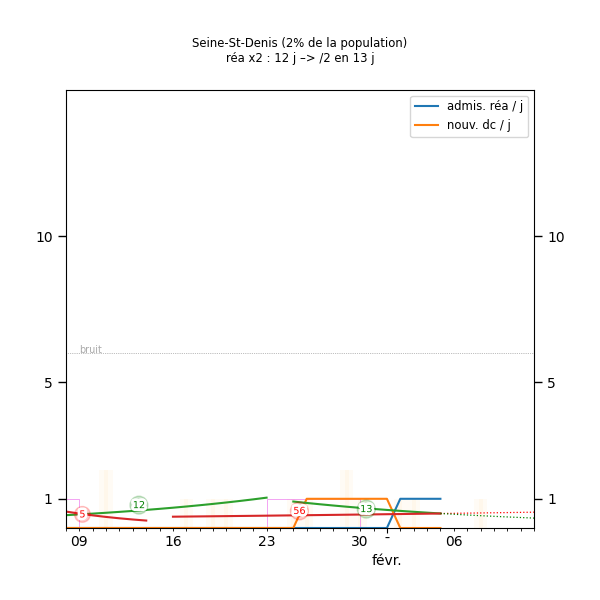 Seine-St-Denis (2% de la population)
réa x2 : 12 j –> /2 en 13 j
admis. réa / j
nouv. dc / j
10 10
bruit
5 5
1 1
5 12 56 13
09 16 23 30 06
févr.